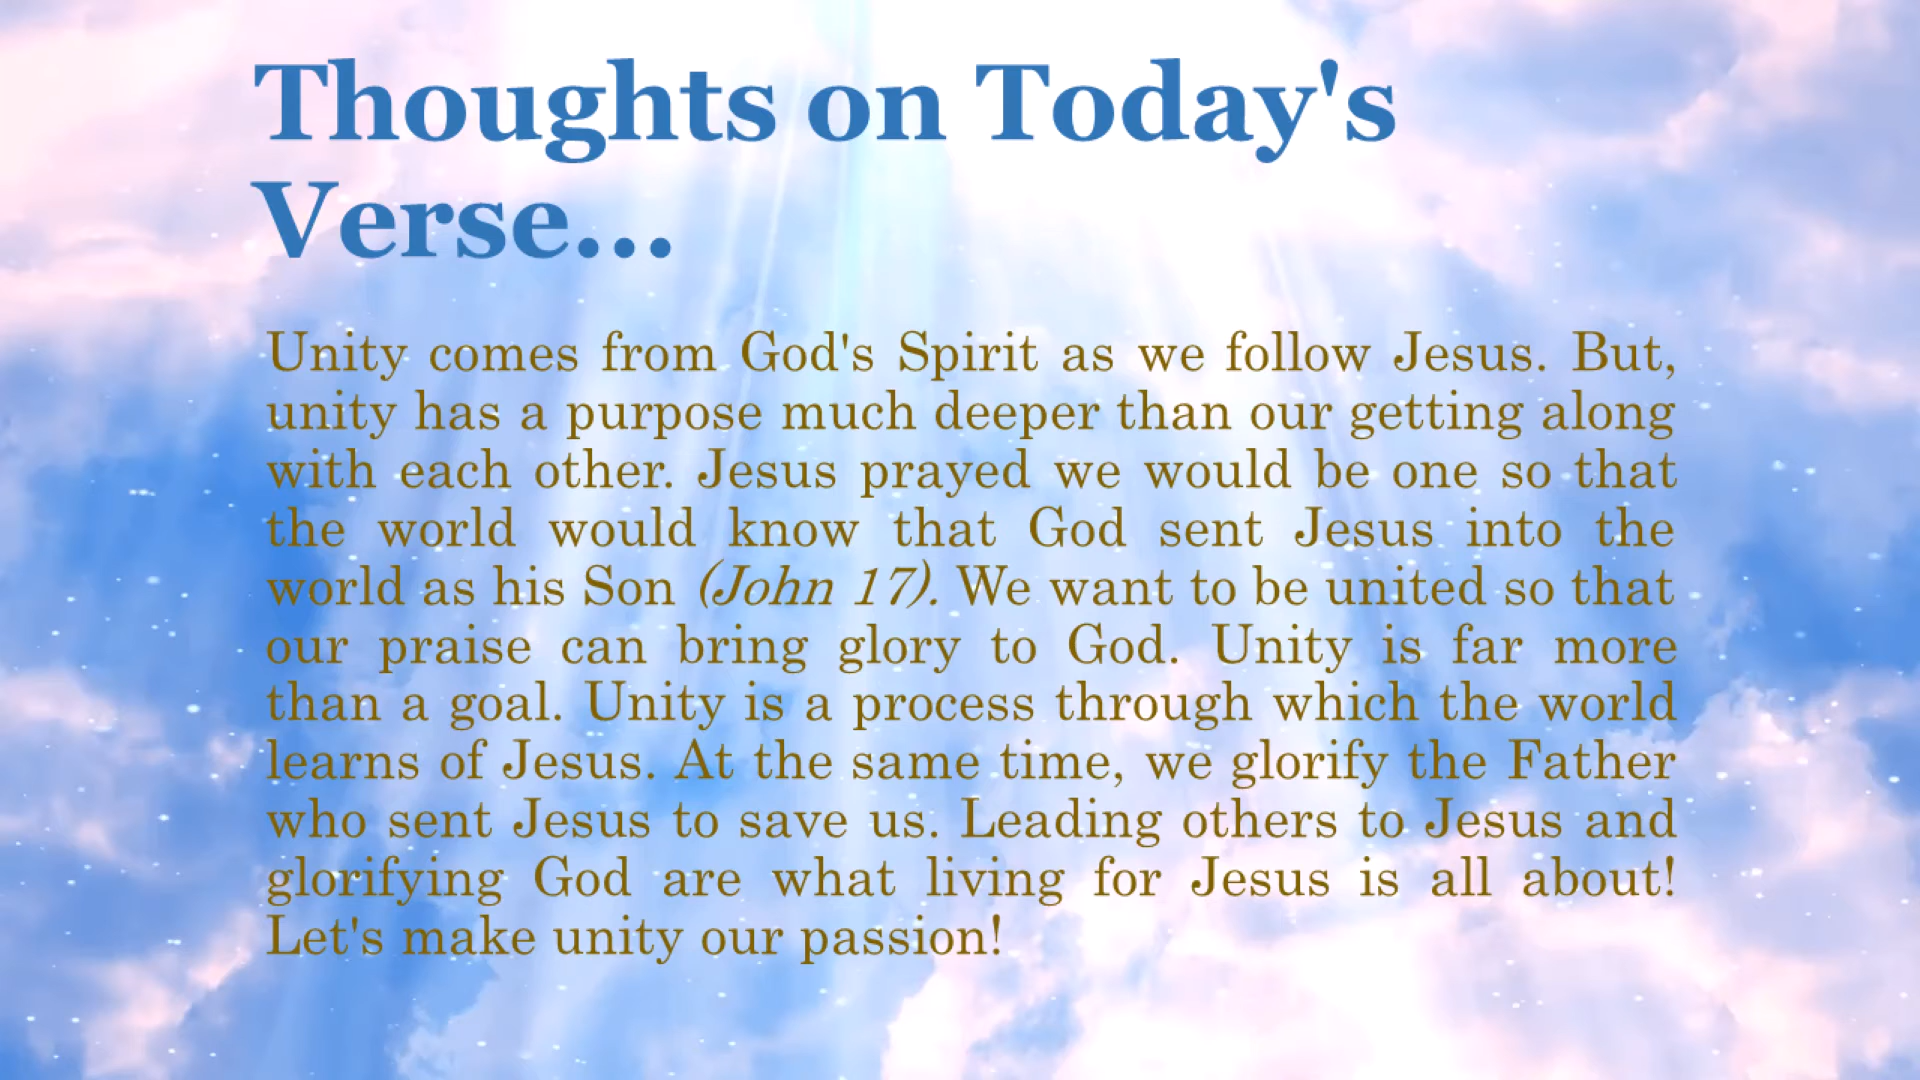 Thoughts on Today's
Verse...
Unity comes from God's Spirit as we follow Jesus. But,
unity has a purpose much deeper than our getting along
with each other. Jesus prayed we would be one so that
the world would know that God sent Jesus into the
world as his Son (John 17). We want to be united so that
our praise can bring glory to God. Unity is far more
than a goal. Unity is a process through which the world
learns of Jesus. At the same time, we glorify the Father
who sent Jesus to save us. Leading others to Jesus and
glorifying God are what living for Jesus is all about!
Let's make unity our passion!